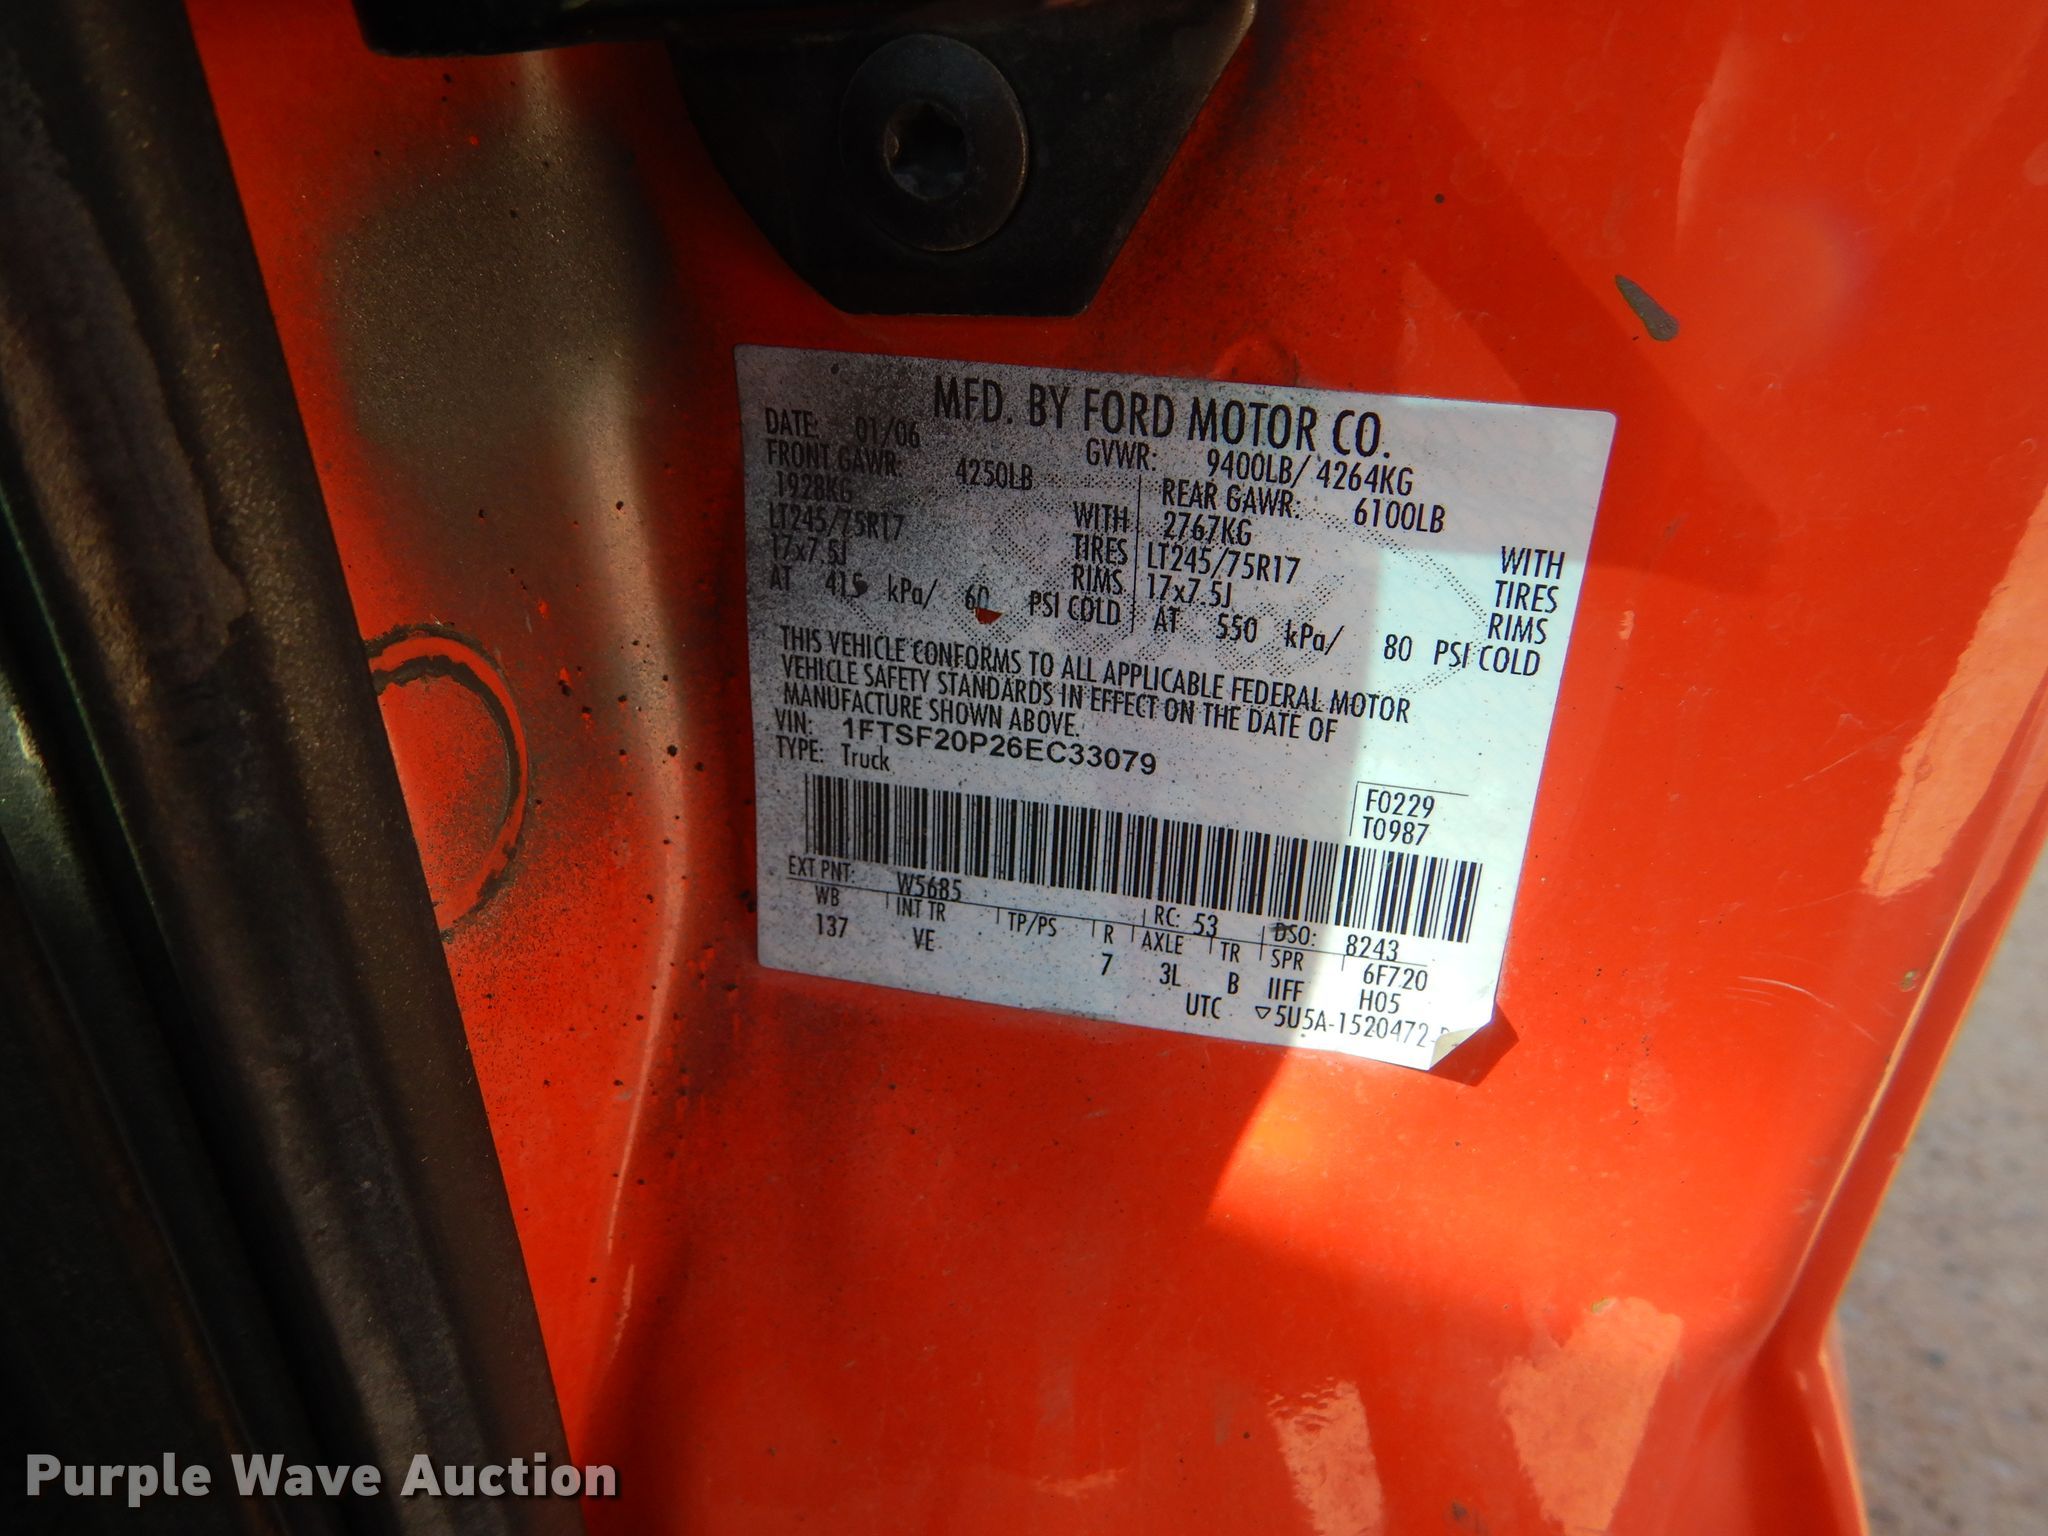 MFD. BY FORD MOTOR CO.
DATE: 01/06 GVWR: 9400LB/ 4264KG
FRONT GAWR: 4250LB REAR GAWR: 6100LB
1928KG WITH 2767KG WITH
LT245/75R17 TIRES LT245/75R17 TIRES
17x7.5J RIMS 17x7.5J RIMS
AT 415 kPa/ 60 PSI COLD AT 550 kPa/ 80 PSI COLD
THIS VEHICLE CONFORMS TO ALL APPLICABLE FEDERAL MOTOR
VEHICLE SAFETY STANDARDS IN EFFECT ON THE DATE OF
MANUFACTURE SHOWN ABOVE.
VIN: 1FTSF20P26EC33079
TYPE: Truck
F0229
T0987
EXT PNT: W5685 RC: 53 DSO: 8243
WB INT TR TP/PS R AXLE TR SPR 6F720
137 VE 7 3L B IIFF H05
UTC ▽5U5A-1520472-
Purple Wave Auction